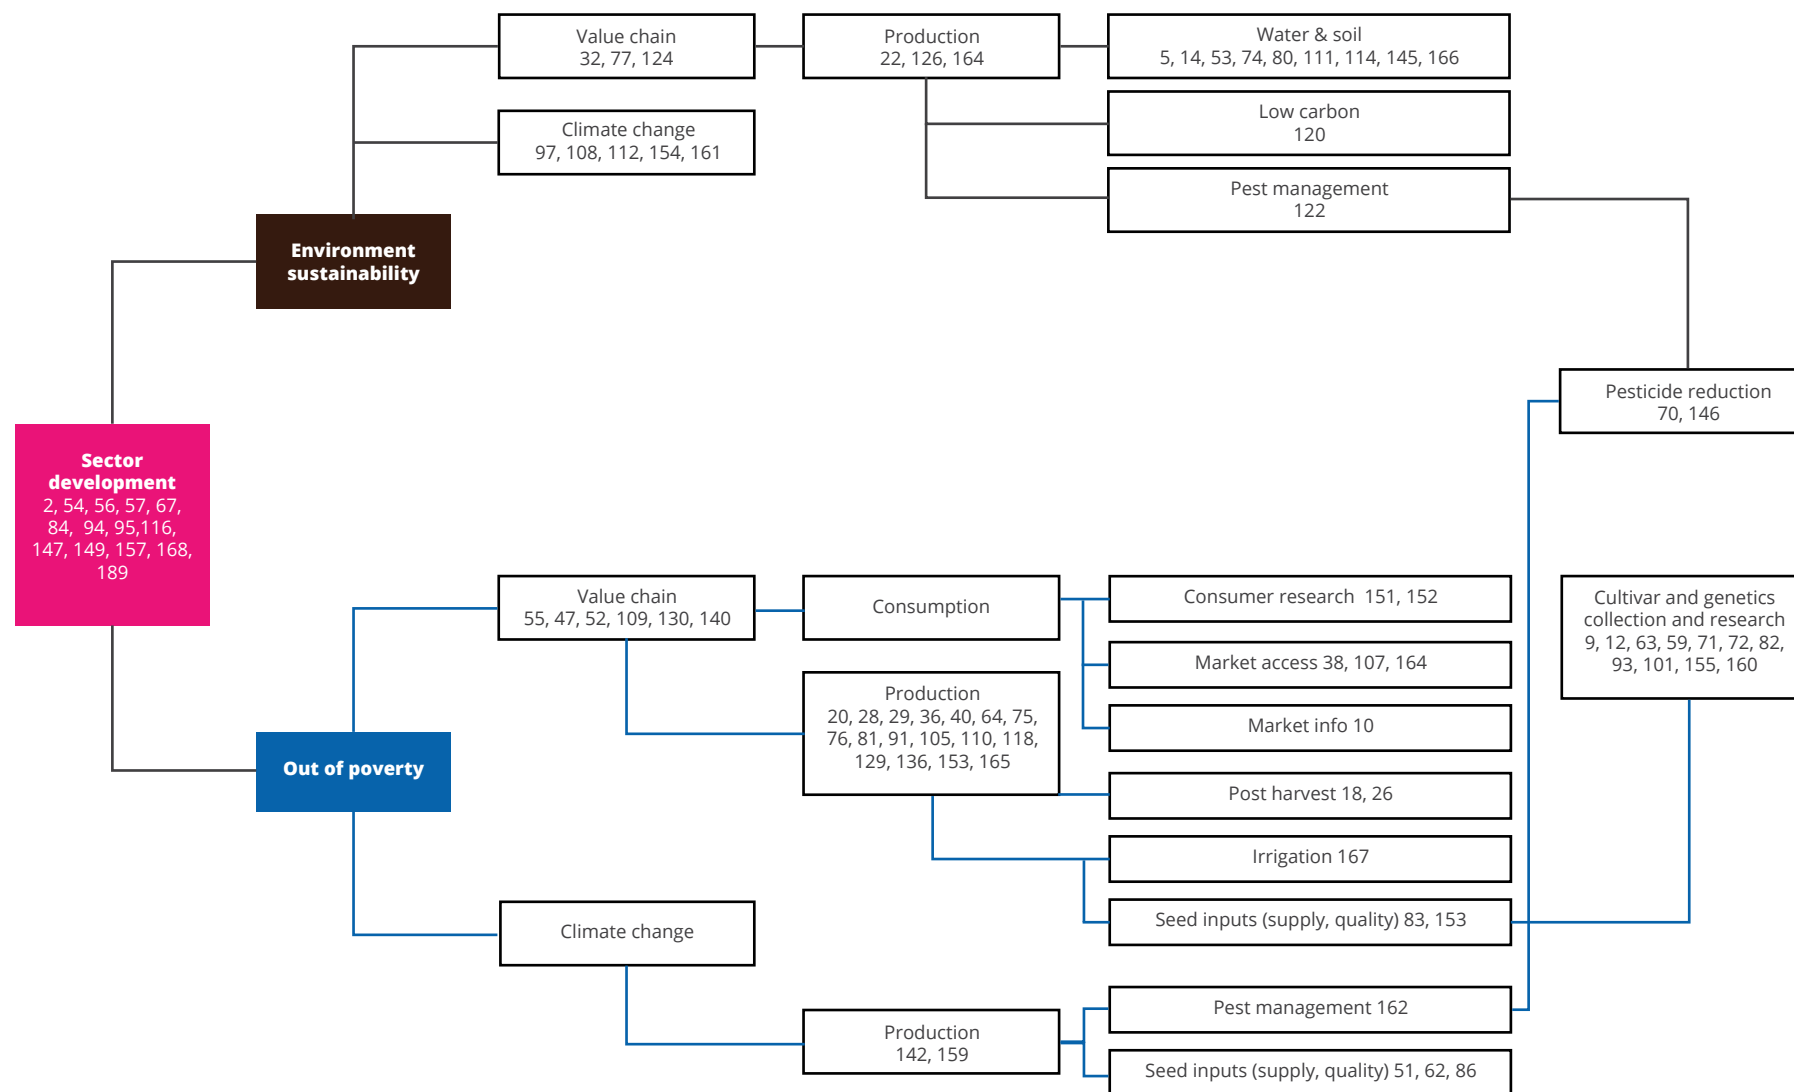 Value chain
32, 77, 124
Production
22, 126, 164
Water & soil
5, 14, 53, 74, 80, 111, 114, 145, 166
Climate change
97, 108, 112, 154, 161
Low carbon
120
Pest management
122
Environment
sustainability
Pesticide reduction
70, 146
Sector
development
2, 54, 56, 57, 67,
84,  94, 95,116,
147, 149, 157, 168,
189
Value chain
55, 47, 52, 109, 130, 140
Consumption
Consumer research  151, 152
Market access 38, 107, 164
Market info 10
Cultivar and genetics
collection and research
9, 12, 63, 59, 71, 72, 82,
93, 101, 155, 160
Production
20, 28, 29, 36, 40, 64, 75,
76, 81, 91, 105, 110, 118,
129, 136, 153, 165
Out of poverty
Post harvest 18, 26
Irrigation 167
Seed inputs (supply, quality) 83, 153
Climate change
Production
142, 159
Pest management 162
Seed inputs (supply, quality) 51, 62, 86